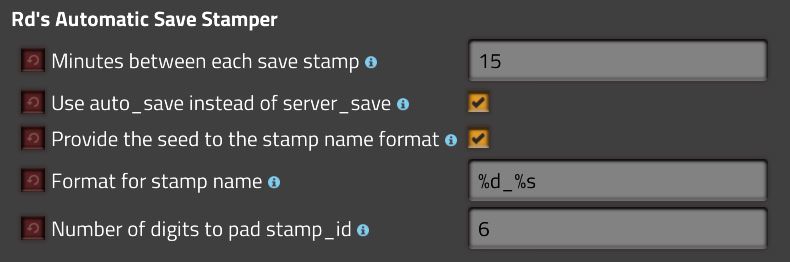 Rd's Automatic Save Stamper
Minutes between each save stamp 15
Use auto_save instead of server_save
Provide the seed to the stamp name format
Format for stamp name %d_%s
Number of digits to pad stamp_id 6